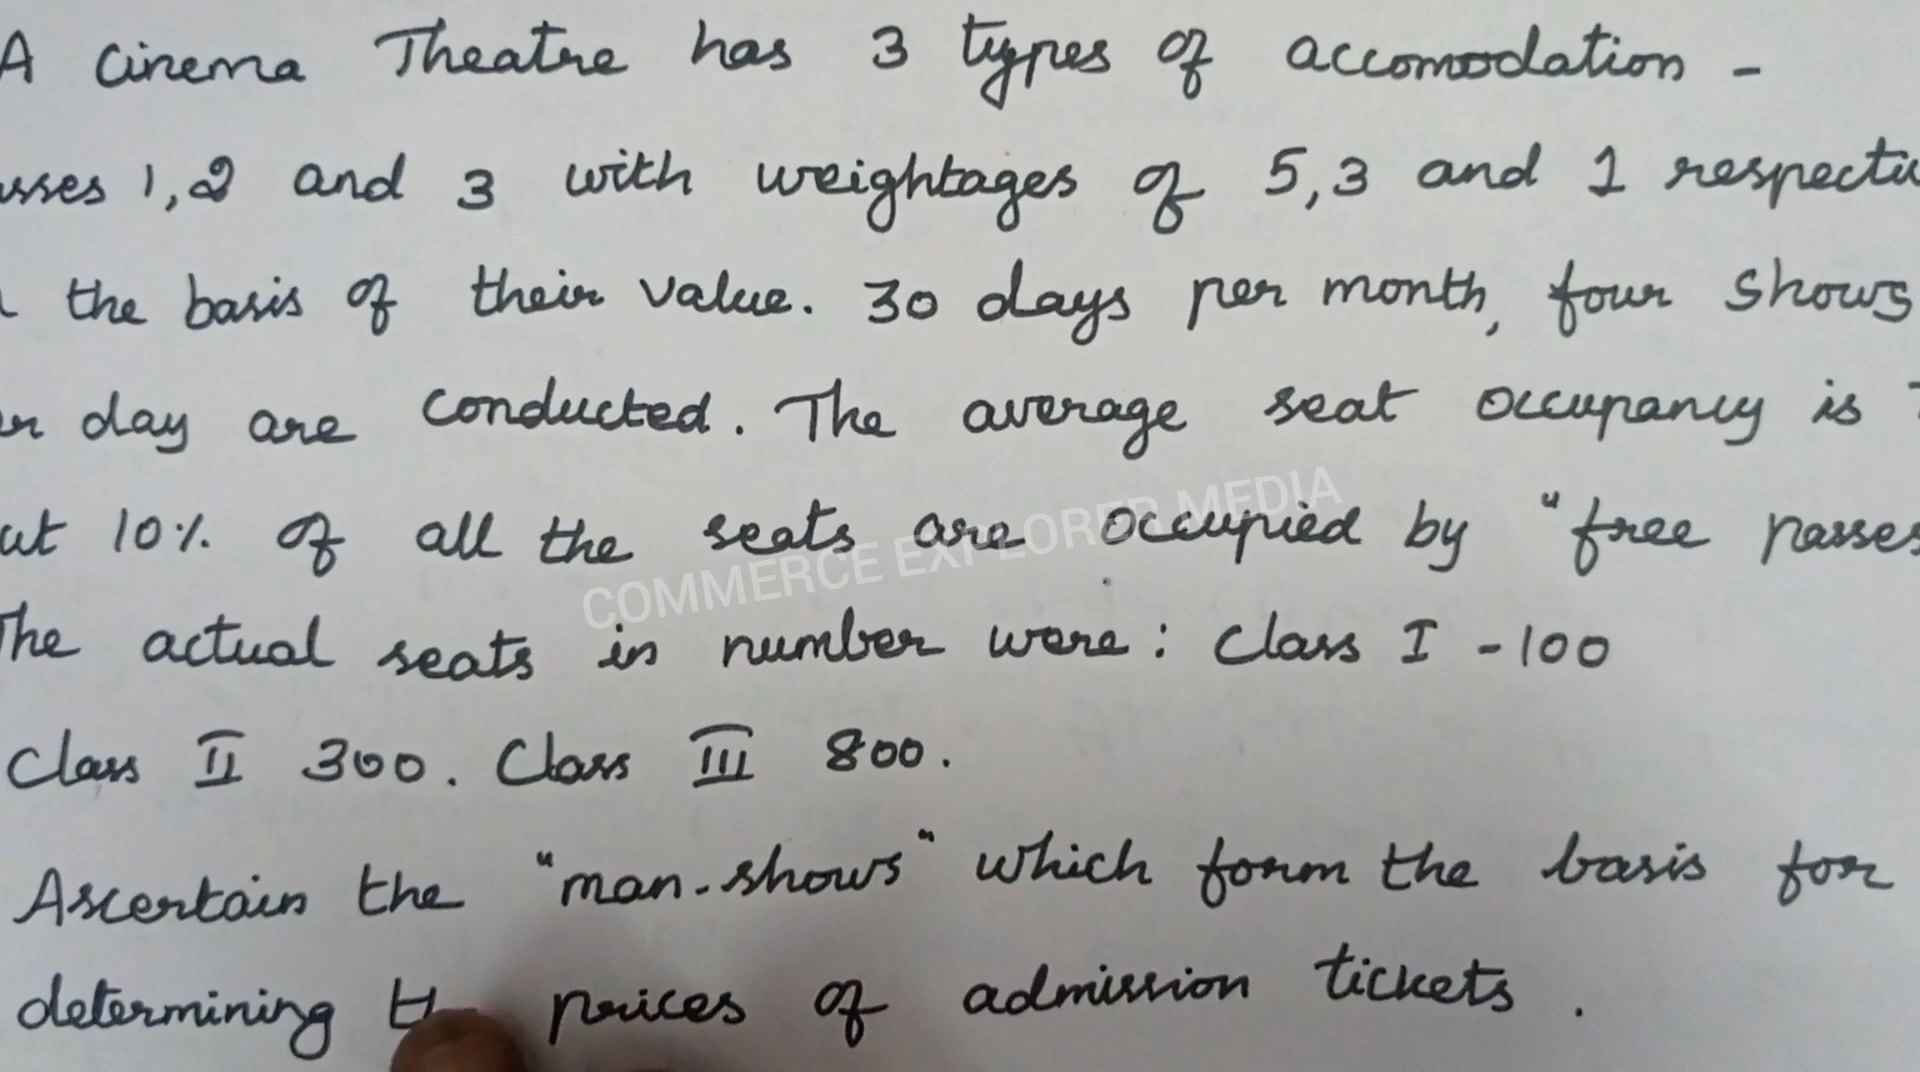 A Cinema Theatre has 3 types of accomodation -
sses 1,2 and 3 with weightages of 5,3 and 1 respectiv
the basis of their value. 30 days per month, four shows
day are conducted. The average seat occupancy is
ut 10% of all the seats are occupied by "free passes
The actual seats in number were : Class I - 100
Class II 300. Class III 800.
Ascertain the "man-shows" which form the basis for
determining prices of admission tickets.
COMMERCE EXPLORER MEDIA